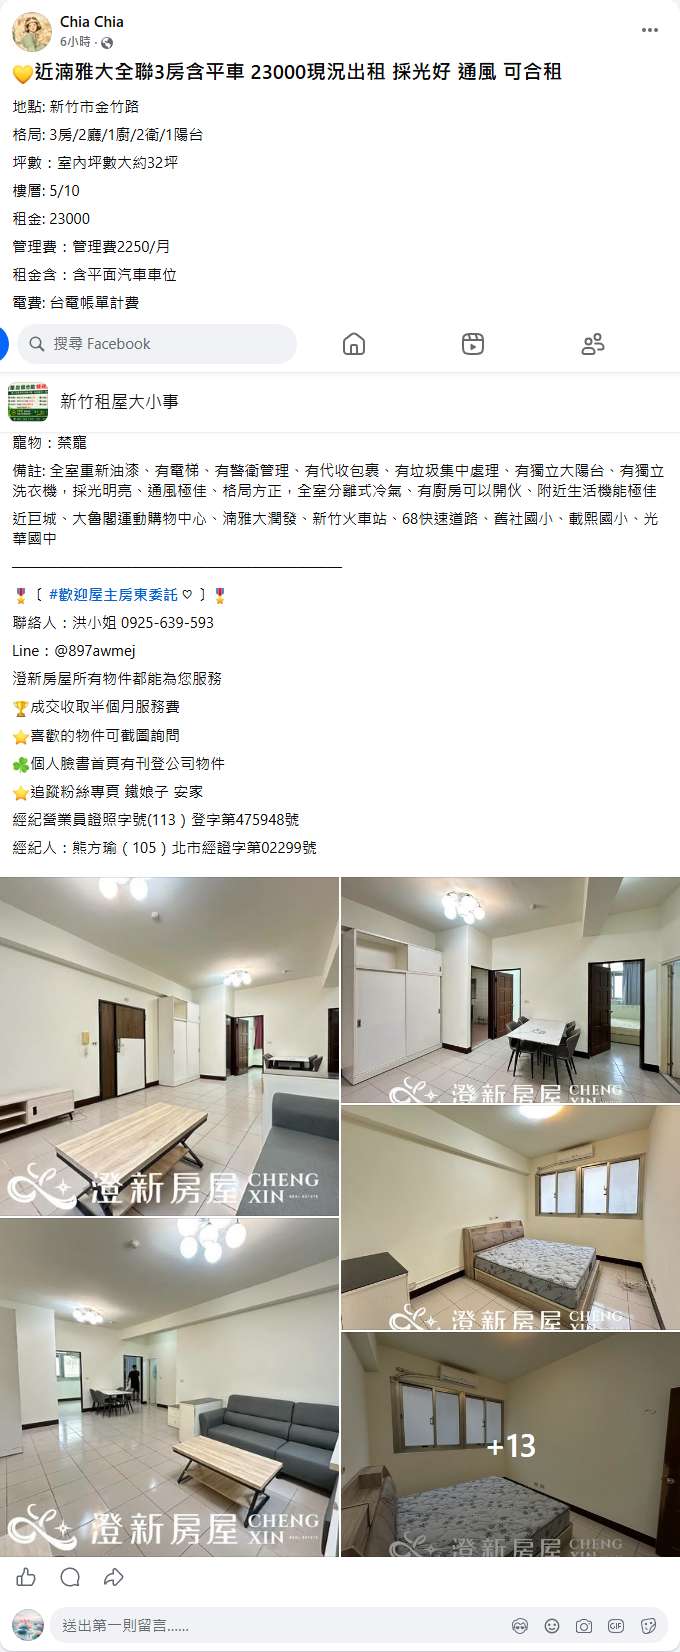 Chia Chia
6小時
💛近湳雅大全聯3房含平車 23000現況出租 採光好 通風 可合租
地點: 新竹市金竹路
格局: 3房/2廳/1廚/2衛/1陽台
坪數：室內坪數大約32坪
樓層: 5/10
租金: 23000
管理費：管理費2250/月
租金含：含平面汽車車位
電費: 台電帳單計費
搜尋 Facebook
新竹租屋大小事
寵物：禁寵
備註: 全室重新油漆、有電梯、有警衛管理、有代收包裹、有垃圾集中處理、有獨立大陽台、有獨立
洗衣機，採光明亮、通風極佳、格局方正，全室分離式冷氣、有廚房可以開伙、附近生活機能極佳
近巨城、大魯閣運動購物中心、湳雅大潤發、新竹火車站、68快速道路、舊社國小、載熙國小、光
華國中
🎖️〔 #歡迎屋主房東委託♡ 〕🎖️
聯絡人：洪小姐 0925-639-593
Line：@897awmej
澄新房屋所有物件都能為您服務
🏆成交收取半個月服務費
⭐喜歡的物件可截圖詢問
🍀個人臉書首頁有刊登公司物件
⭐追蹤粉絲專頁 鐵娘子 安家
經紀營業員證照字號(113）登字第475948號
經紀人：熊方瑜（105）北市經證字第02299號
澄新房屋 CHENG
XIN REAL ESTATE
澄新房屋 CHENG
XIN
澄新房屋 CHENG
XIN
澄新房屋 CHENG
XIN REAL ESTATE
+13
澄新房屋 CHENG
XIN
送出第一則留言......
GIF